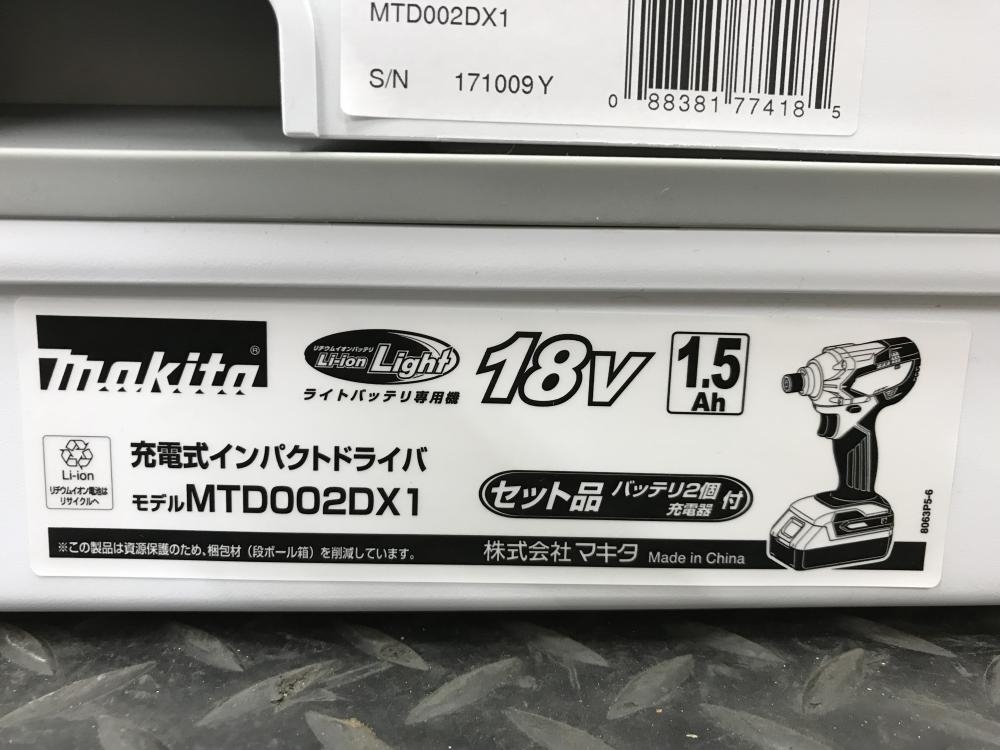 MTD002DX1
S/N 171009 Y
0 88381 77418 5
makita®
リチウムイオンバッテリ
Li-ion Light
ライトバッテリ専用機
18V
1.5
Ah
Li-ion
リチウムイオン電池は
リサイクルへ
充電式インパクトドライバ
モデルMTD002DX1
セット品 バッテリ2個 充電器 付
※この製品は資源保護のため、梱包材(段ボール箱)を削減しています。
株式会社マキタ Made in China
8063P5-6